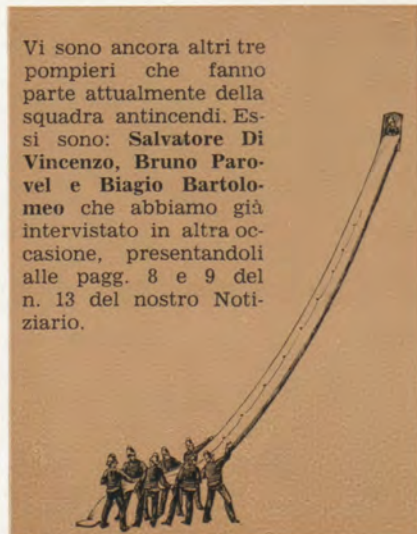 Vi sono ancora altri tre
pompieri che fanno
parte attualmente della
squadra antincendi. Es-
si sono: Salvatore Di
Vincenzo, Bruno Paro-
vel e Biagio Bartolo-
meo che abbiamo già
intervistato in altra oc-
casione, presentandoli
alle pagg. 8 e 9 del
n. 13 del nostro Noti-
ziario.